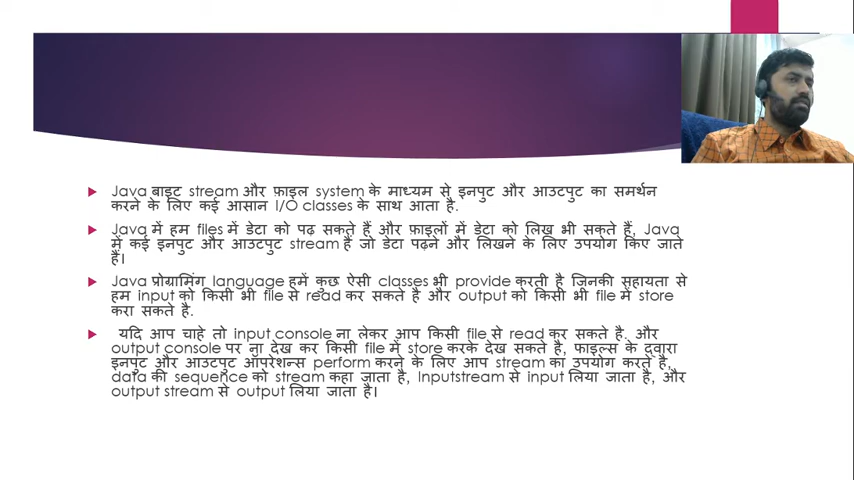 Java बाइट stream और फ़ाइल system के माध्यम से इनपुट और आउटपुट का समर्थन
करने के लिए कई आसान I/O classes के साथ आता है.
Java में हम files में डेटा को पढ़ सकते हैं और फ़ाइलों में डेटा को लिख भी सकते हैं, Java
में कई इनपुट और आउटपुट stream हैं जो डेटा पढ़ने और लिखने के लिए उपयोग किए जाते
हैं।
Java प्रोग्रामिंग language हमें कुछ ऐसी classes भी provide करती है जिनकी सहायता से
हम input को किसी भी file से read कर सकते है और output को किसी भी file में store
करा सकते है.
यदि आप चाहे तो input console ना लेकर आप किसी file से read कर सकते है. और
output console पर ना देख कर किसी file में store करके देख सकते है, फाइल्स के द्वारा
इनपुट और आउटपुट ऑपरेशन्स perform करने के लिए आप stream का उपयोग करते है,
data की sequence को stream कहा जाता है, Inputstream से input लिया जाता है, और
output stream से output लिया जाता है।